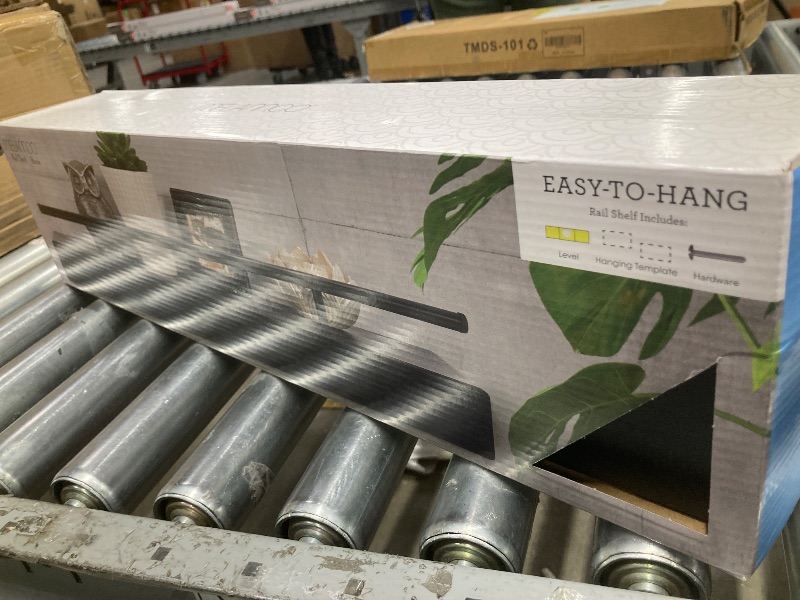 TMDS-101
EASY-TO-HANG
Rail Shelf Includes:
Level
Hanging Template
Hardware